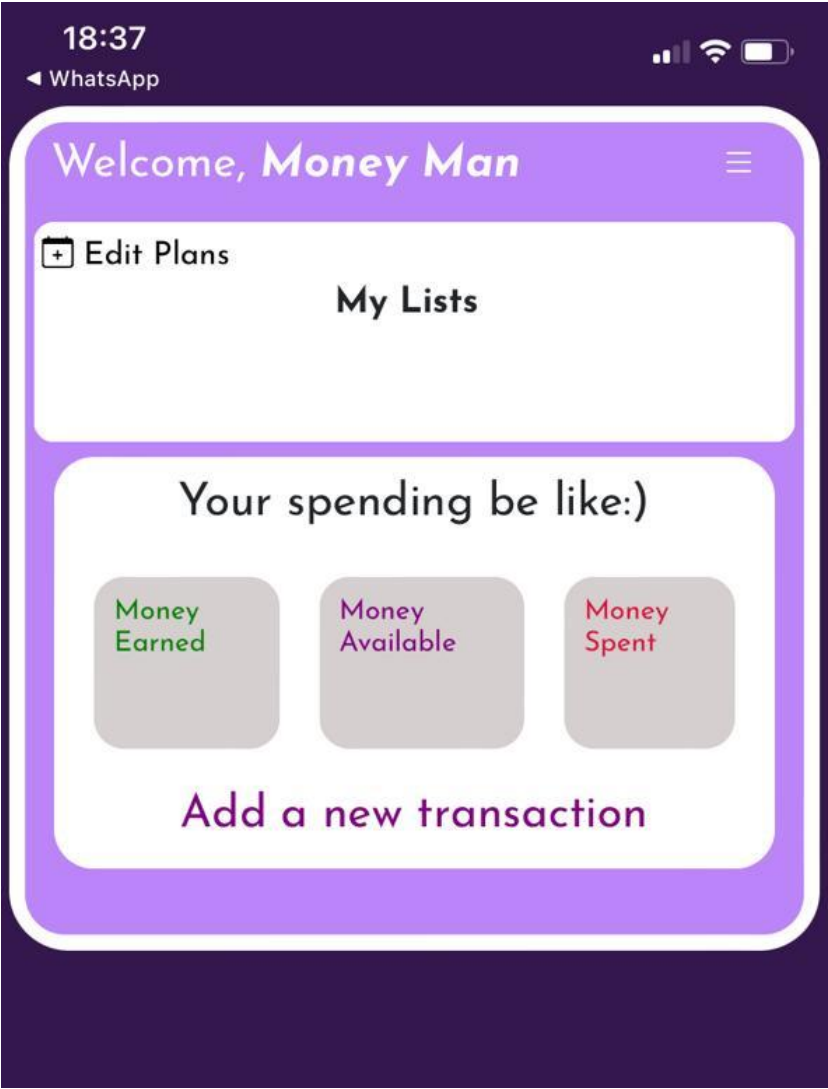 18:37
◀ WhatsApp
Welcome, Money Man
Edit Plans
My Lists
Your spending be like:)
Money
Earned
Money
Available
Money
Spent
Add a new transaction